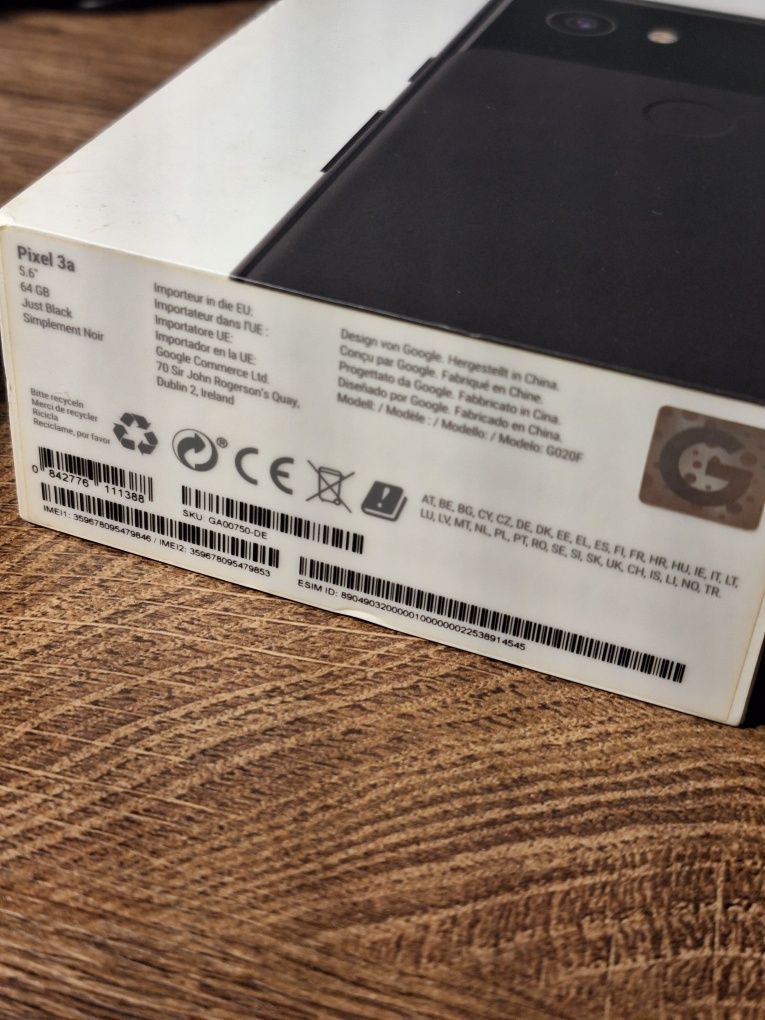 Pixel 3a
5.6"
64 GB
Just Black
Simplement Noir
Importeur in die EU:
Importateur dans l'UE :
Importatore UE:
Importador en la UE:
Google Commerce Ltd.
70 Sir John Rogerson's Quay,
Dublin 2, Ireland
Design von Google. Hergestellt in China.
Conçu par Google. Fabriqué en Chine.
Progettato da Google. Fabbricato in Cina.
Diseñado por Google. Fabricado en China.
Modell: / Modèle : / Modello: / Modelo: G020F
Bitte recyceln
Merci de recycler
Ricicla
Recíclame, por favor
®
CE
G
AT, BE, BG, CY, CZ, DE, DK, EE, EL, ES, FI, FR, HR, HU, IE, IT, LT,
LU, LV, MT, NL, PL, PT, RO, SE, SI, SK, UK, CH, IS, LI, NO, TR.
0 842776 111388
SKU: GA00750-DE
IMEI1: 359678095479846 / IMEI2: 359678095479853
ESIM ID: 89049032000001000000022538914545